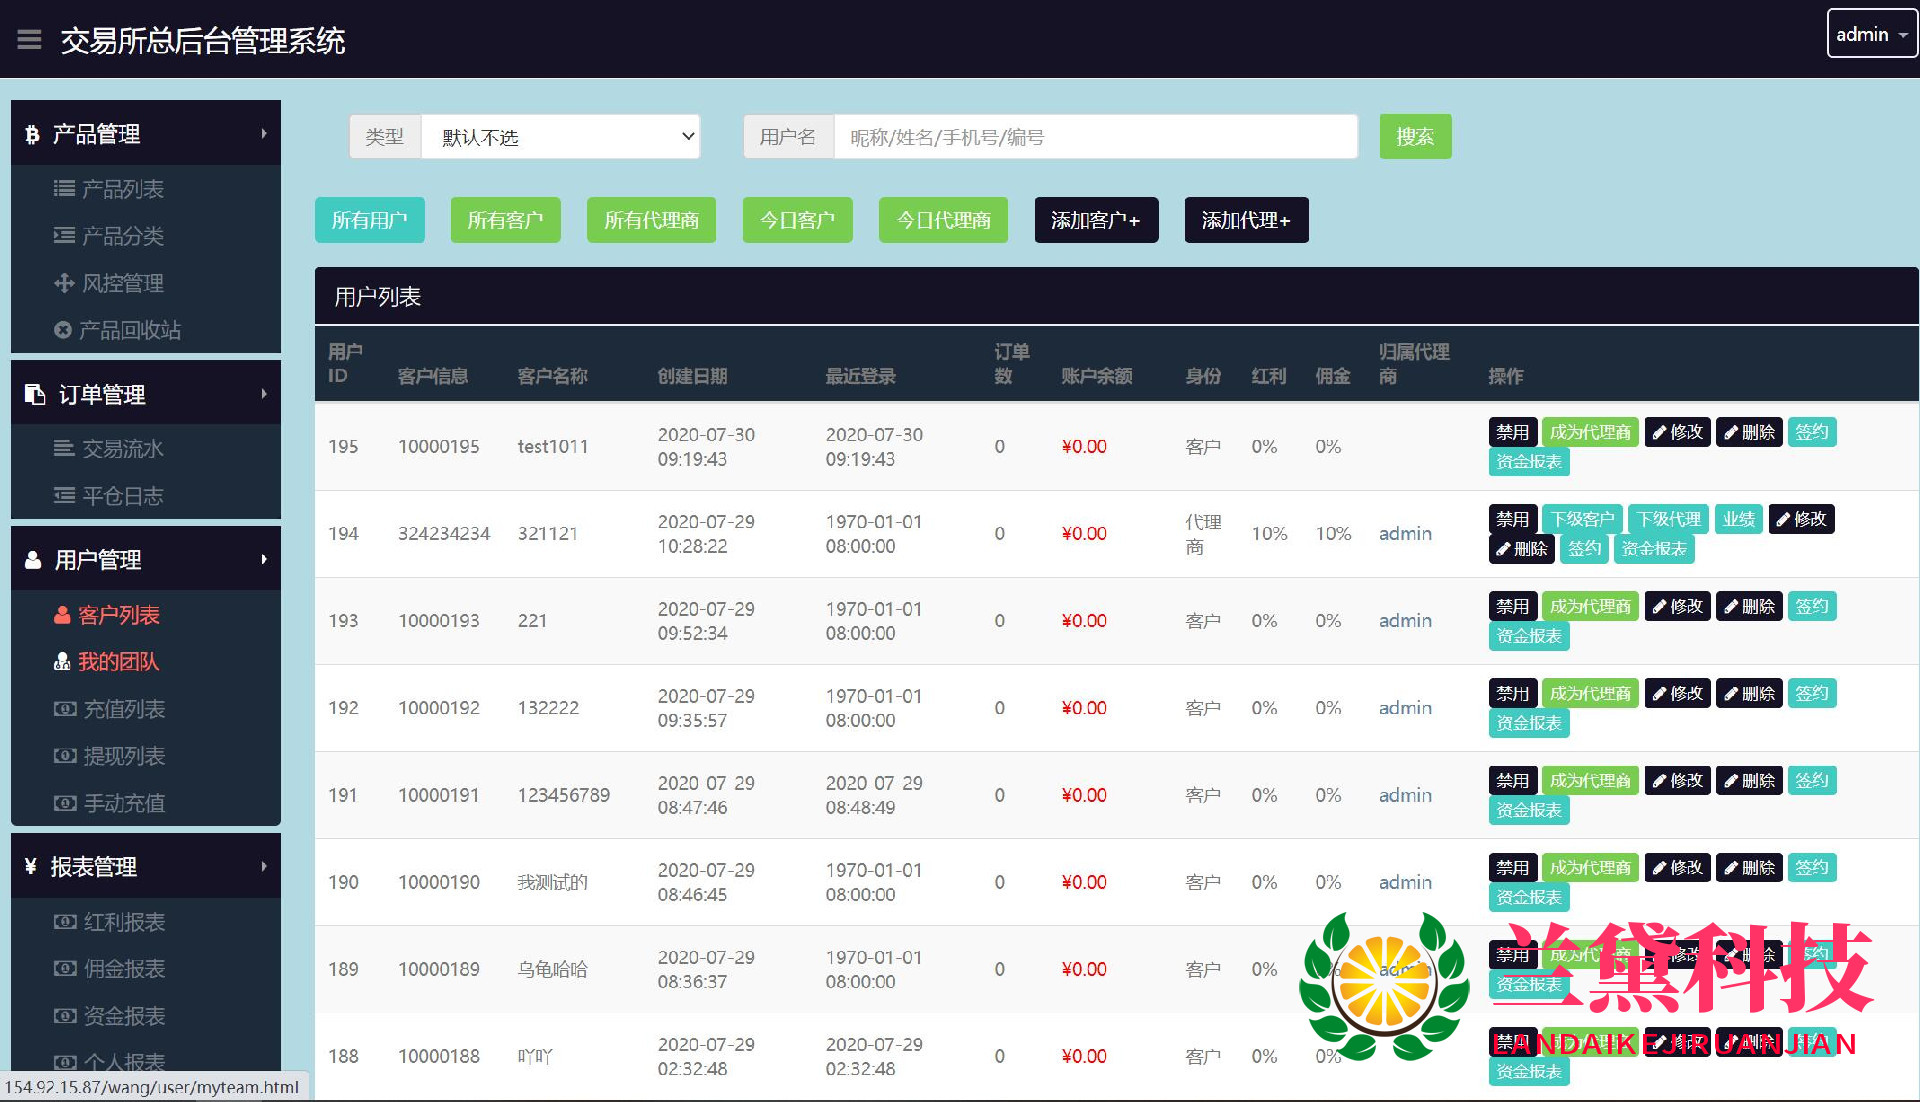 交易所总后台管理系统
admin
产品管理
产品列表
产品分类
风控管理
产品回收站
订单管理
交易流水
平仓日志
用户管理
客户列表
我的团队
充值列表
提现列表
手动充值
报表管理
红利报表
佣金报表
资金报表
个人报表
154.92.15.87/wang/user/myteam.html
类型 默认不选 用户名 昵称/姓名/手机号/编号 搜索
所有用户 所有客户 所有代理商 今日客户 今日代理商 添加客户+ 添加代理+
用户列表
用户ID 客户信息 客户名称 创建日期 最近登录 订单数 账户余额 身份 红利 佣金 归属代理商 操作
195 10000195 test1011 2020-07-30 09:19:43 2020-07-30 09:19:43 0 ¥0.00 客户 0% 0% 禁用 成为代理商 修改 删除 签约 资金报表
194 324234234 321121 2020-07-29 10:28:22 1970-01-01 08:00:00 0 ¥0.00 代理商 10% 10% admin 禁用 下级客户 下级代理 业绩 修改 删除 签约 资金报表
193 10000193 221 2020-07-29 09:52:34 1970-01-01 08:00:00 0 ¥0.00 客户 0% 0% admin 禁用 成为代理商 修改 删除 签约 资金报表
192 10000192 132222 2020-07-29 09:35:57 1970-01-01 08:00:00 0 ¥0.00 客户 0% 0% admin 禁用 成为代理商 修改 删除 签约 资金报表
191 10000191 123456789 2020-07-29 08:47:46 2020-07-29 08:48:49 0 ¥0.00 客户 0% 0% admin 禁用 成为代理商 修改 删除 签约 资金报表
190 10000190 我测试的 2020-07-29 08:46:45 1970-01-01 08:00:00 0 ¥0.00 客户 0% 0% admin 禁用 成为代理商 修改 删除 签约 资金报表
189 10000189 乌龟哈哈 2020-07-29 08:36:37 1970-01-01 08:00:00 0 ¥0.00 客户 0% 0% admin 禁用 成为代理商 修改 删除 签约 资金报表
188 10000188 吖吖 2020-07-29 02:32:48 2020-07-29 02:32:48 0 ¥0.00 客户 0% 0% 禁用 成为代理商 修改 删除 签约 资金报表
兰黛科技
LANDAIKEJIRUANJIAN